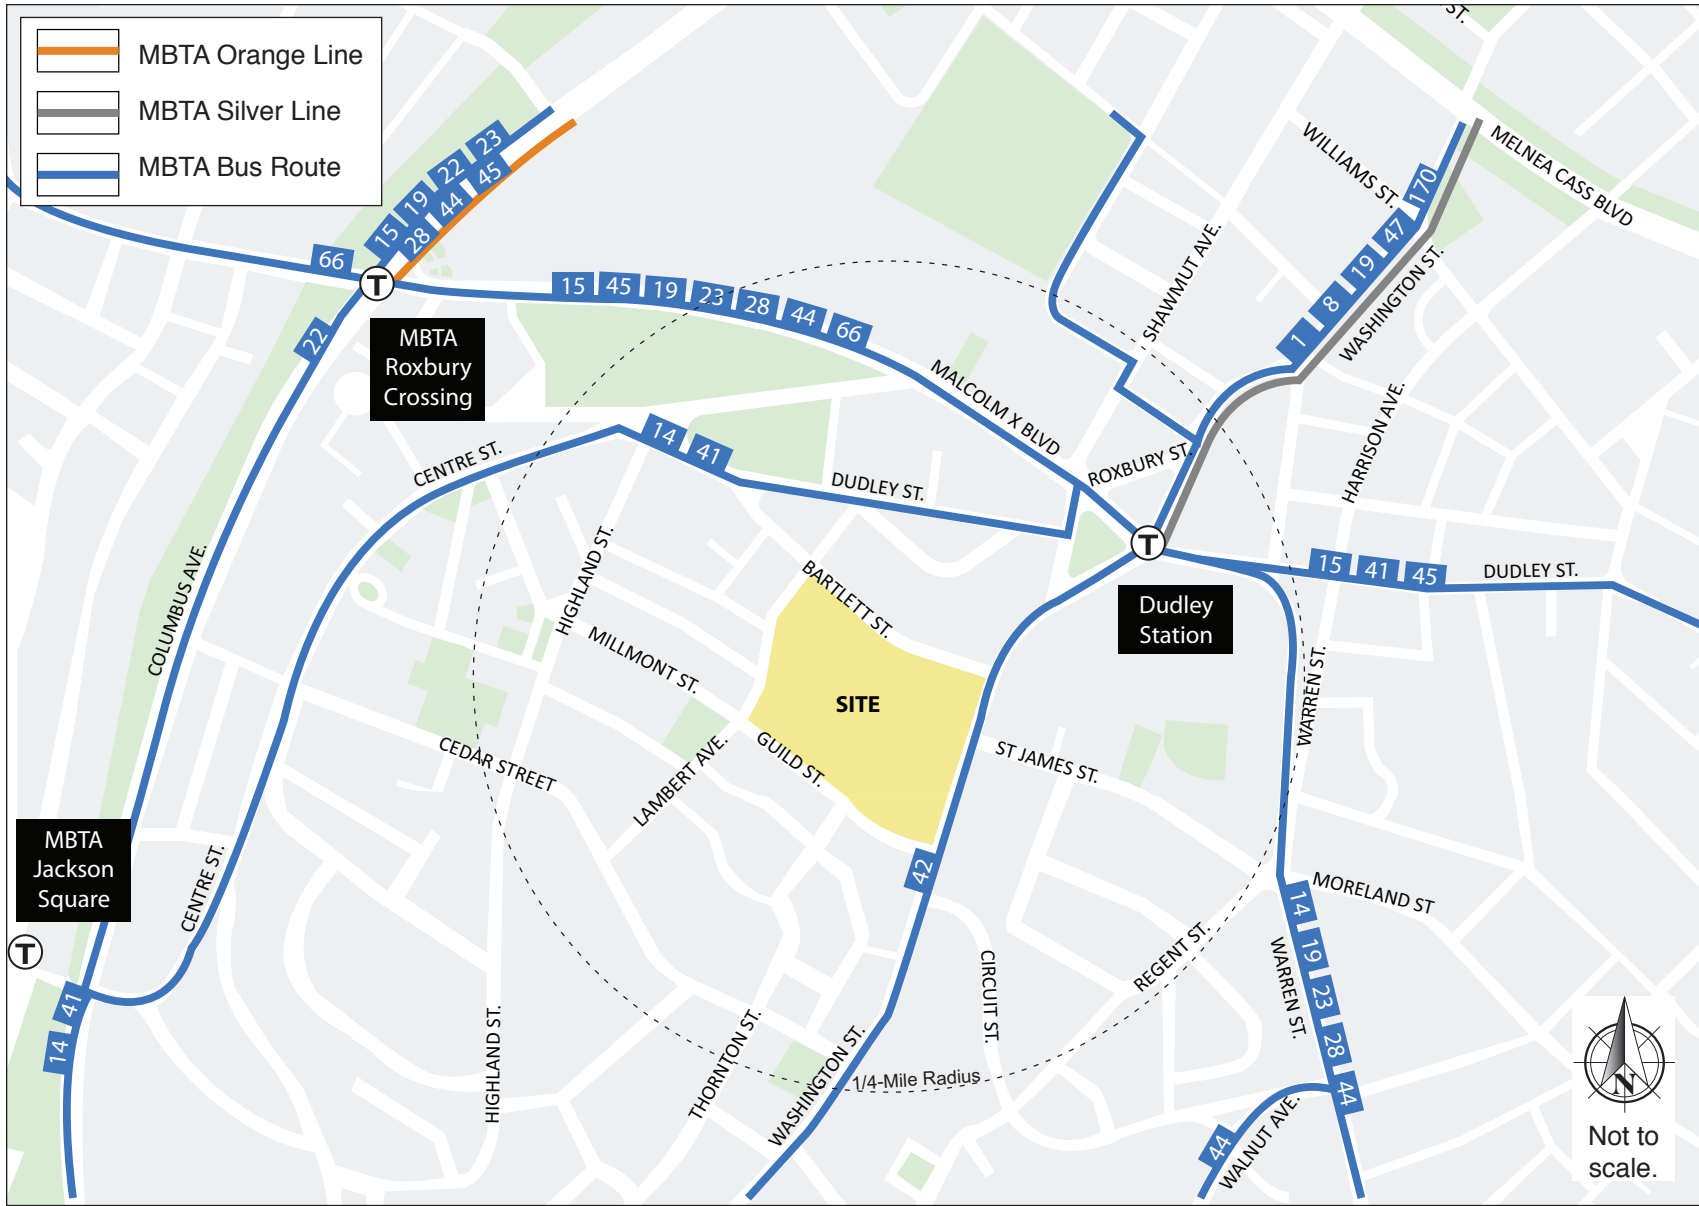 MBTA Orange Line
MBTA Silver Line
MBTA Bus Route
ST.
MELNEA CASS BLVD
WILLIAMS ST.
170
47
19
8
1
WASHINGTON ST.
SHAWMUT AVE.
HARRISON AVE.
23
22
19
15
45
44
28
66
T
22
MBTA
Roxbury
Crossing
15
45
19
23
28
44
66
MALCOLM X BLVD
ROXBURY ST.
CENTRE ST.
14
41
DUDLEY ST.
T
Dudley
Station
15
41
45
DUDLEY ST.
COLUMBUS AVE.
HIGHLAND ST.
BARTLETT ST.
MILLMONT ST.
SITE
GUILD ST.
LAMBERT AVE.
CEDAR STREET
ST JAMES ST.
WARREN ST.
MBTA
Jackson
Square
T
CENTRE ST.
41
14
42
MORELAND ST
14
19
23
28
44
WARREN ST.
REGENT ST.
CIRCUIT ST.
HIGHLAND ST.
THORNTON ST.
WASHINGTON ST.
1/4-Mile Radius
44
WALNUT AVE.
N
Not to
scale.